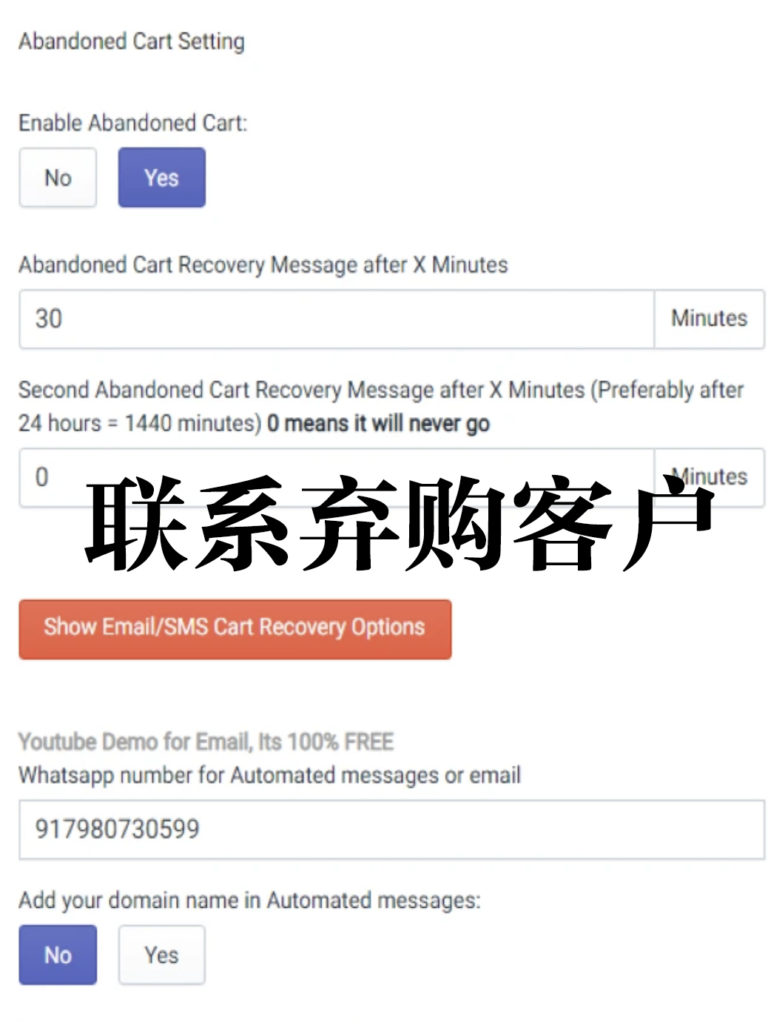 Abandoned Cart Setting
Enable Abandoned Cart:
No Yes
Abandoned Cart Recovery Message after X Minutes
30 Minutes
Second Abandoned Cart Recovery Message after X Minutes (Preferably after
24 hours = 1440 minutes) 0 means it will never go
0 Minutes
联系弃购客户
Show Email/SMS Cart Recovery Options
Youtube Demo for Email, Its 100% FREE
Whatsapp number for Automated messages or email
917980730599
Add your domain name in Automated messages:
No Yes